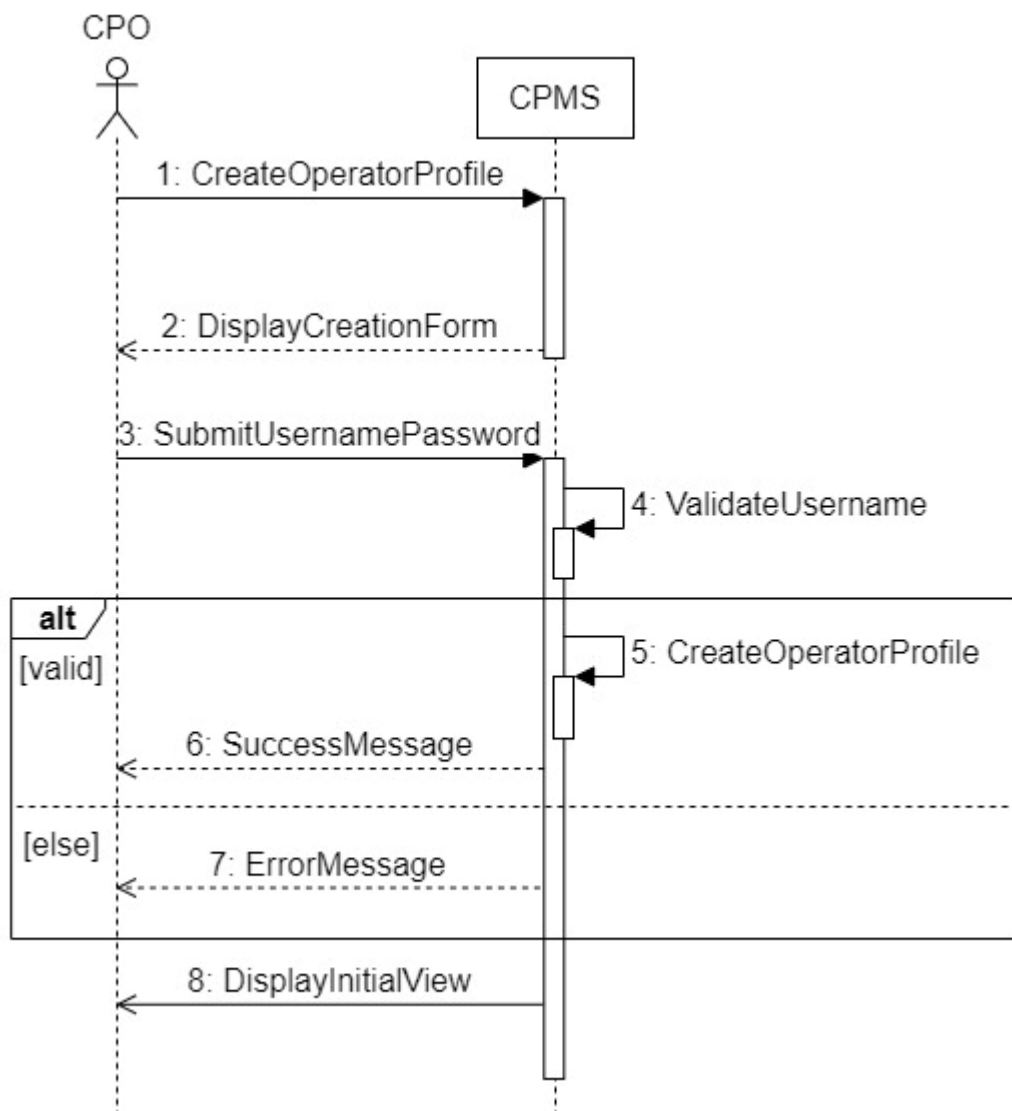 CPO
CPMS
1: CreateOperatorProfile
2: DisplayCreationForm
3: SubmitUsernamePassword
4: ValidateUsername
alt
[valid]
5: CreateOperatorProfile
6: SuccessMessage
[else]
7: ErrorMessage
8: DisplayInitialView